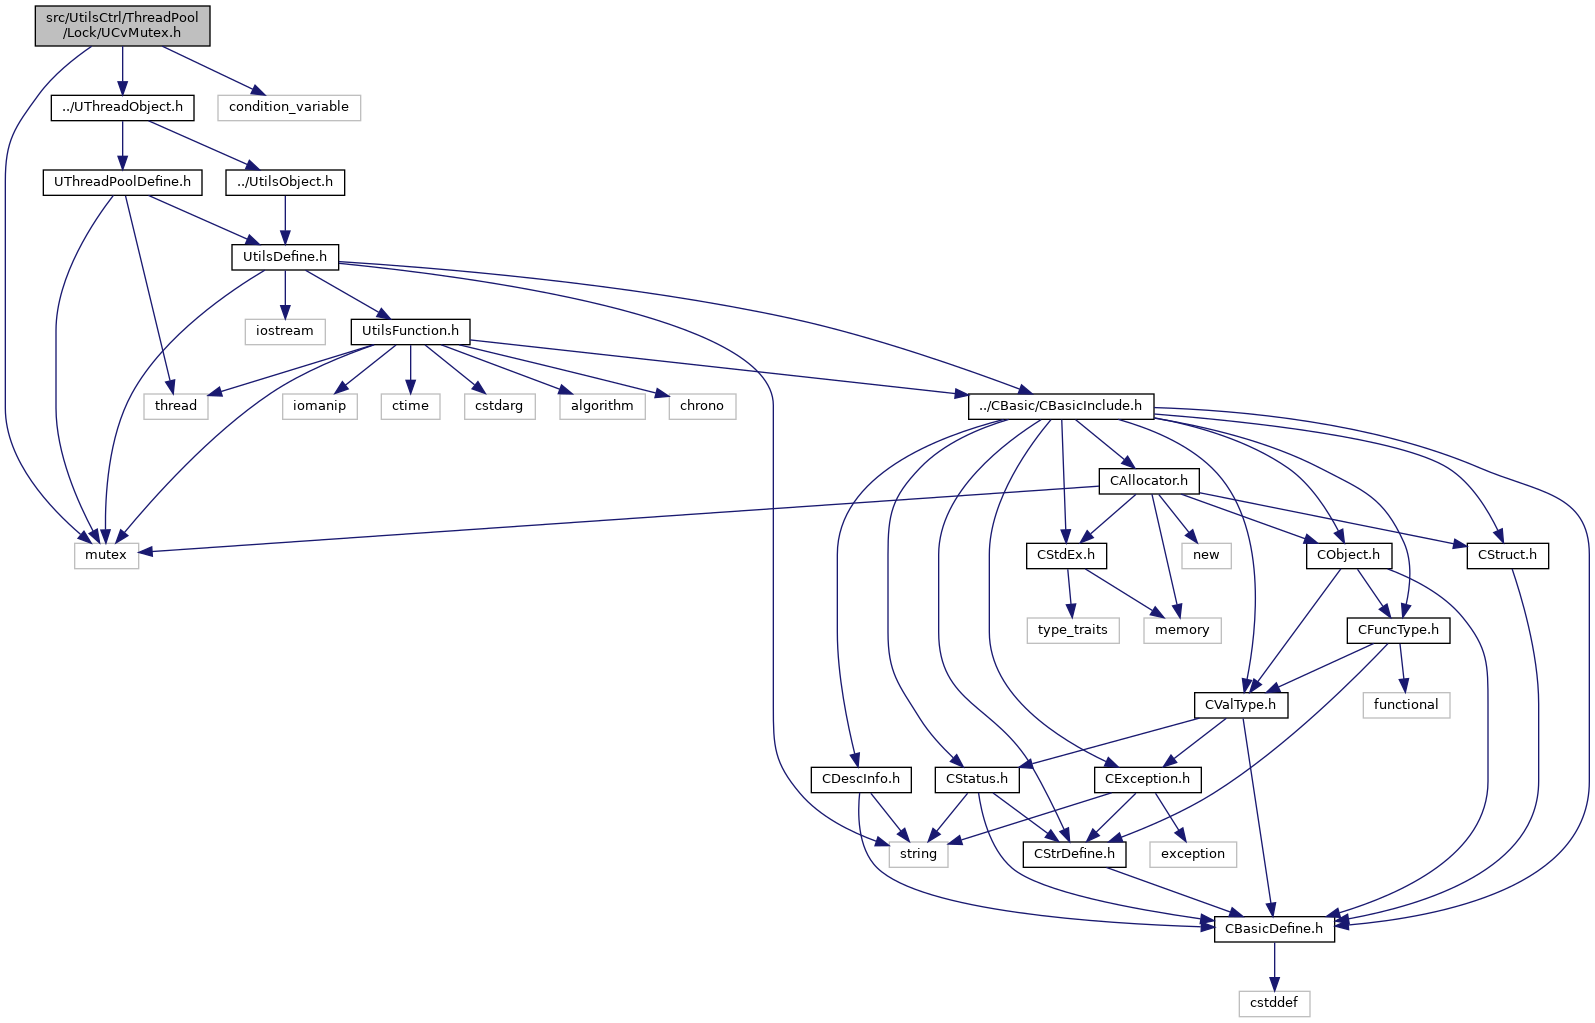 src/UtilsCtrl/ThreadPool
/Lock/UCvMutex.h
../UThreadObject.h
condition_variable
UThreadPoolDefine.h
../UtilsObject.h
UtilsDefine.h
iostream
UtilsFunction.h
thread
iomanip
ctime
cstdarg
algorithm
chrono
../CBasic/CBasicInclude.h
CAllocator.h
mutex
CStdEx.h
new
CObject.h
CStruct.h
type_traits
memory
CFuncType.h
CValType.h
functional
CDescInfo.h
CStatus.h
CException.h
string
CStrDefine.h
exception
CBasicDefine.h
cstddef